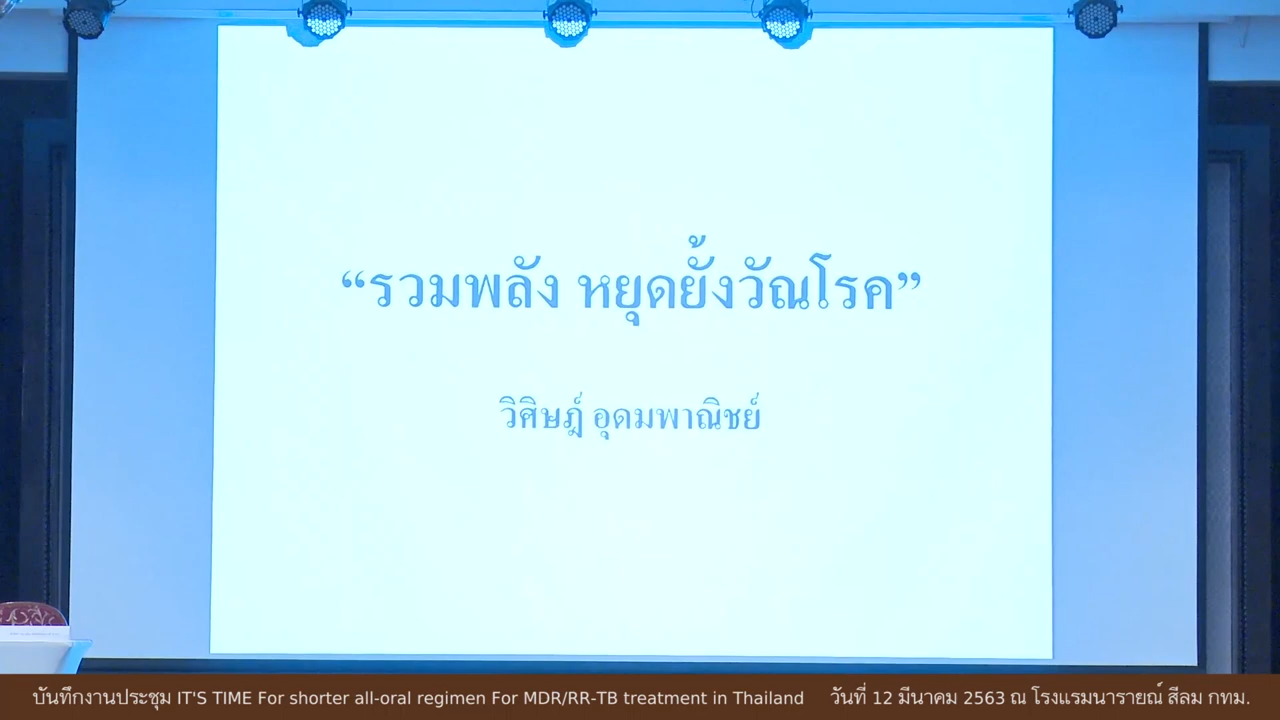 “รวมพลัง หยุดยั้งวัณโรค”
วิศิษฎ์ อุดมพาณิชย์
บันทึกงานประชุม IT'S TIME For shorter all-oral regimen For MDR/RR-TB treatment in Thailand วันที่ 12 มีนาคม 2563 ณ โรงแรมนารายณ์ สีลม กทม.